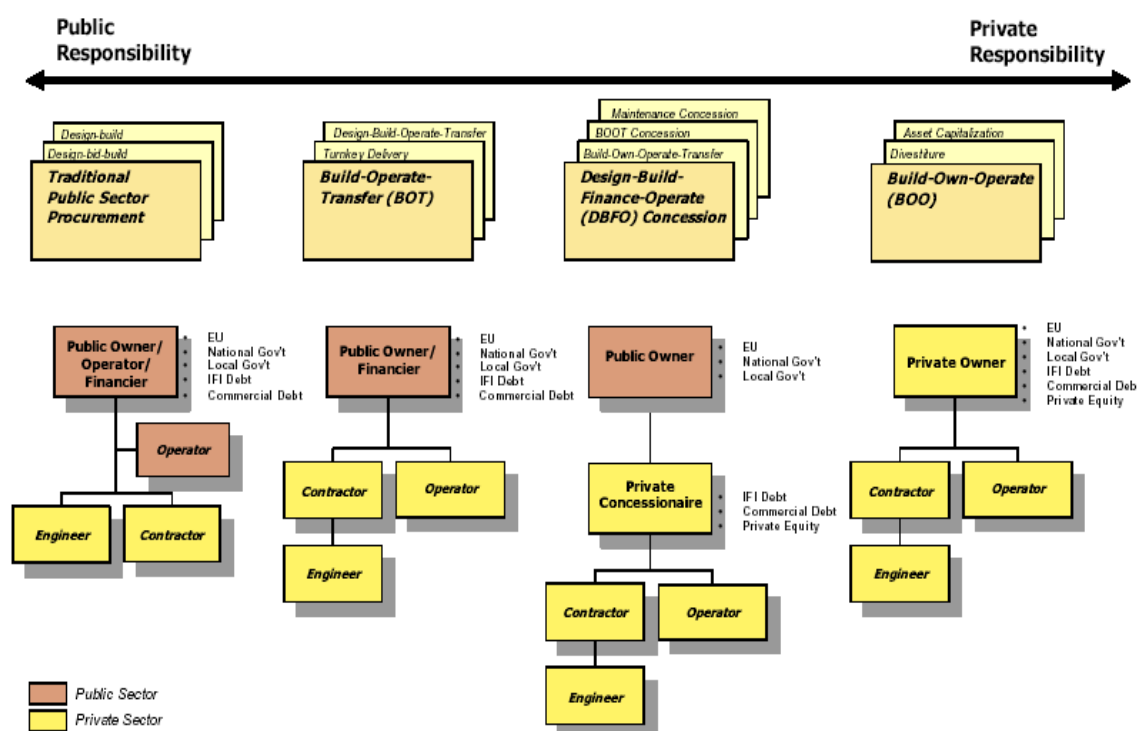 Public
Responsibility
Private
Responsibility
Design-build
Design-bid-build
Traditional
Public Sector
Procurement
Design-Build-Operate-Transfer
Turnkey Delivery
Build-Operate-
Transfer (BOT)
Maintenance Concession
BOOT Concession
Build-Own-Operate-Transfer
Design-Build-
Finance-Operate
(DBFO) Concession
Asset Capitalization
Divestiture
Build-Own-Operate
(BOO)
Public Owner/
Operator/
Financier
• EU
• National Gov't
• Local Gov't
• IFI Debt
• Commercial Debt
Operator
Engineer
Contractor
Public Owner/
Financier
• EU
• National Gov't
• Local Gov't
• IFI Debt
• Commercial Debt
Contractor
Operator
Engineer
Public Owner
• EU
• National Gov't
• Local Gov't
Private
Concessionaire
• IFI Debt
• Commercial Debt
• Private Equity
Contractor
Operator
Engineer
Private Owner
• EU
• National Gov't
• Local Gov't
• IFI Debt
• Commercial Deb
• Private Equity
Contractor
Operator
Engineer
Public Sector
Private Sector